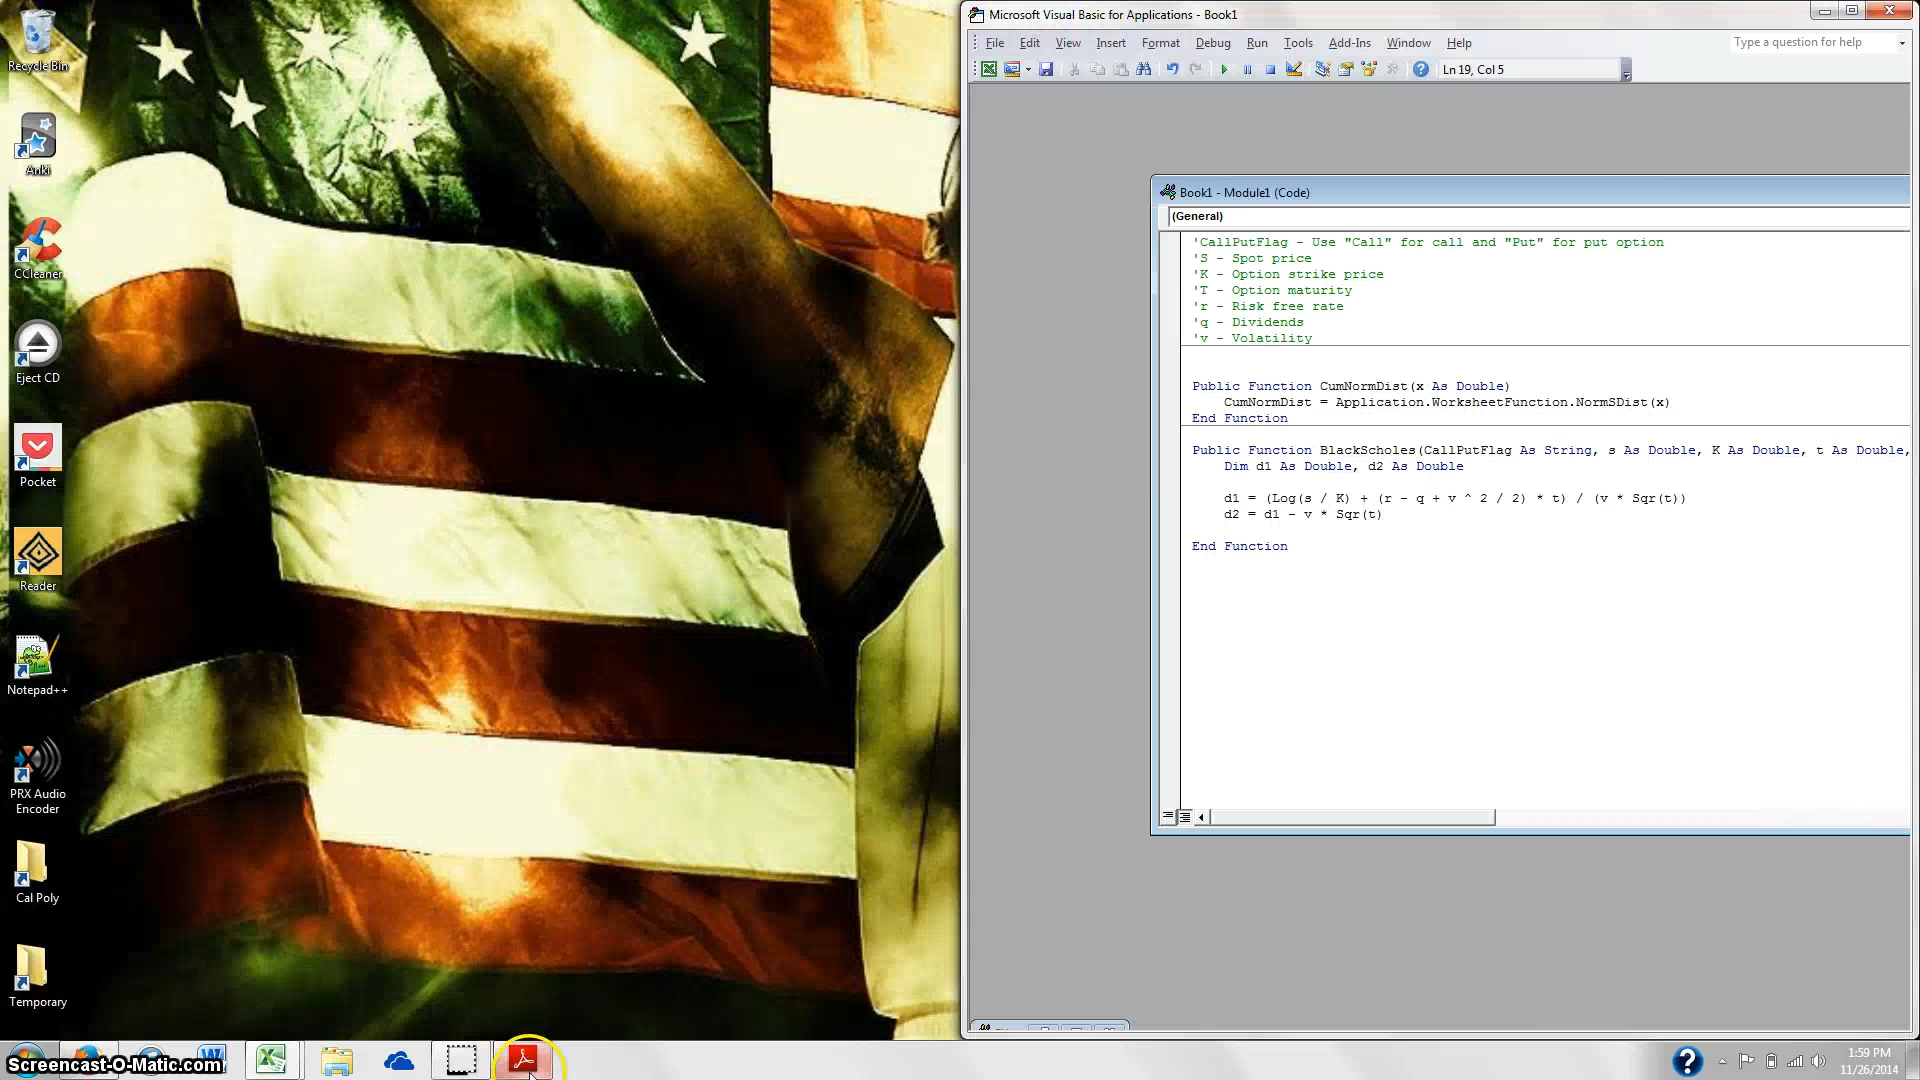 Recycle Bin
Anki
CCleaner
Eject CD
Pocket
Reader
Notepad++
PRX Audio
Encoder
Cal Poly
Temporary
Microsoft Visual Basic for Applications - Book1
File Edit View Insert Format Debug Run Tools Add-Ins Window Help
Type a question for help
Ln 19, Col 5
Book1 - Module1 (Code)
(General)
'CallPutFlag - Use "Call" for call and "Put" for put option
'S - Spot price
'K - Option strike price
'T - Option maturity
'r - Risk free rate
'q - Dividends
'v - Volatility
Public Function CumNormDist(x As Double)
CumNormDist = Application.WorksheetFunction.NormSDist(x)
End Function
Public Function BlackScholes(CallPutFlag As String, s As Double, K As Double, t As Double,
Dim d1 As Double, d2 As Double
d1 = (Log(s / K) + (r - q + v ^ 2 / 2) * t) / (v * Sqr(t))
d2 = d1 - v * Sqr(t)
End Function
Screencast-O-Matic.com
1:59 PM
11/26/2014